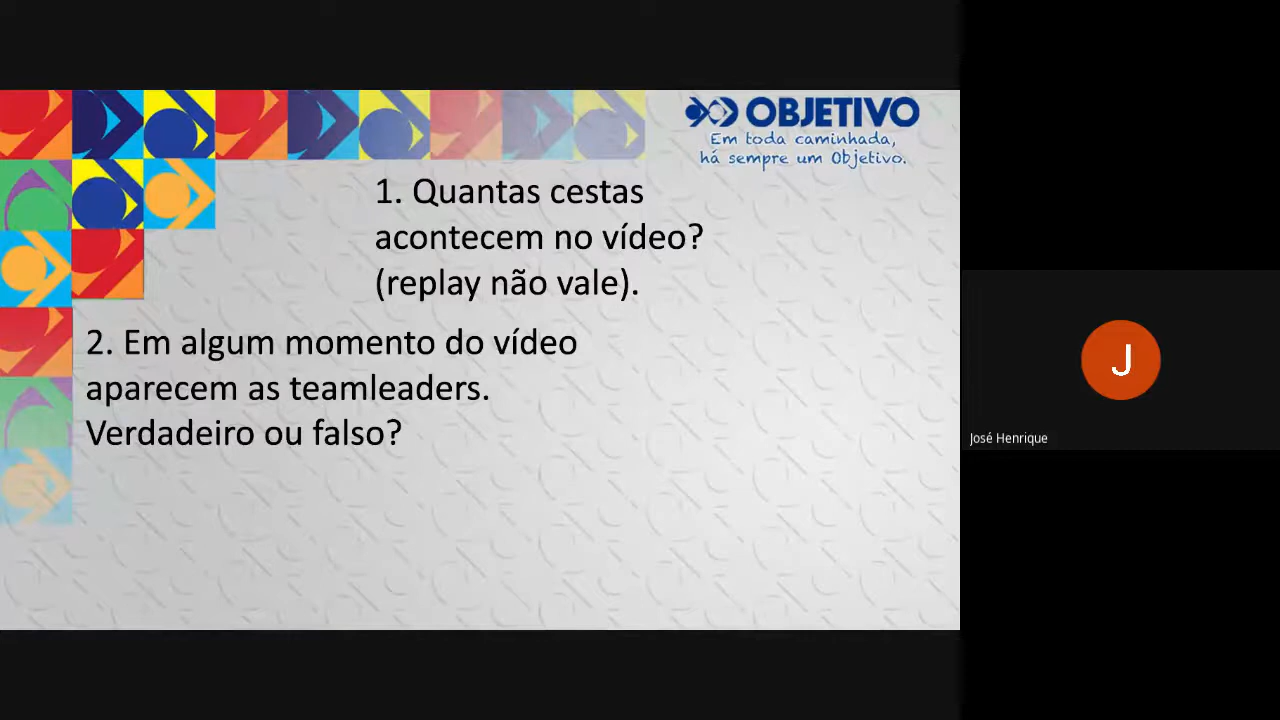 OBJETIVO
Em toda caminhada,
há sempre um Objetivo.
1. Quantas cestas
acontecem no vídeo?
(replay não vale).
2. Em algum momento do vídeo
aparecem as teamleaders.
Verdadeiro ou falso?
J
José Henrique